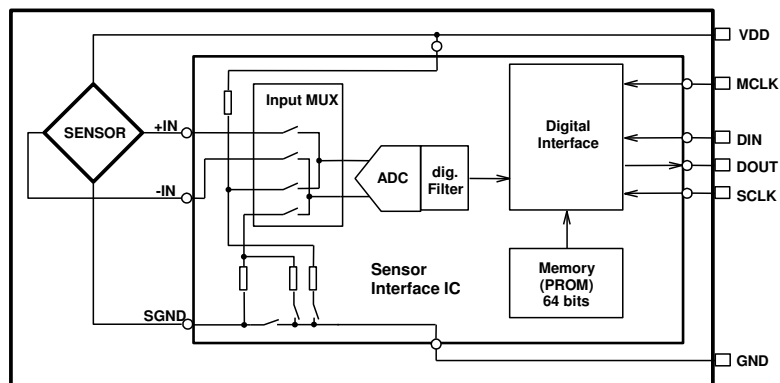 VDD
MCLK
Input MUX
SENSOR
+IN
Digital
Interface
DIN
DOUT
ADC
dig.
Filter
-IN
SCLK
Sensor
Interface IC
Memory
(PROM)
64 bits
SGND
GND